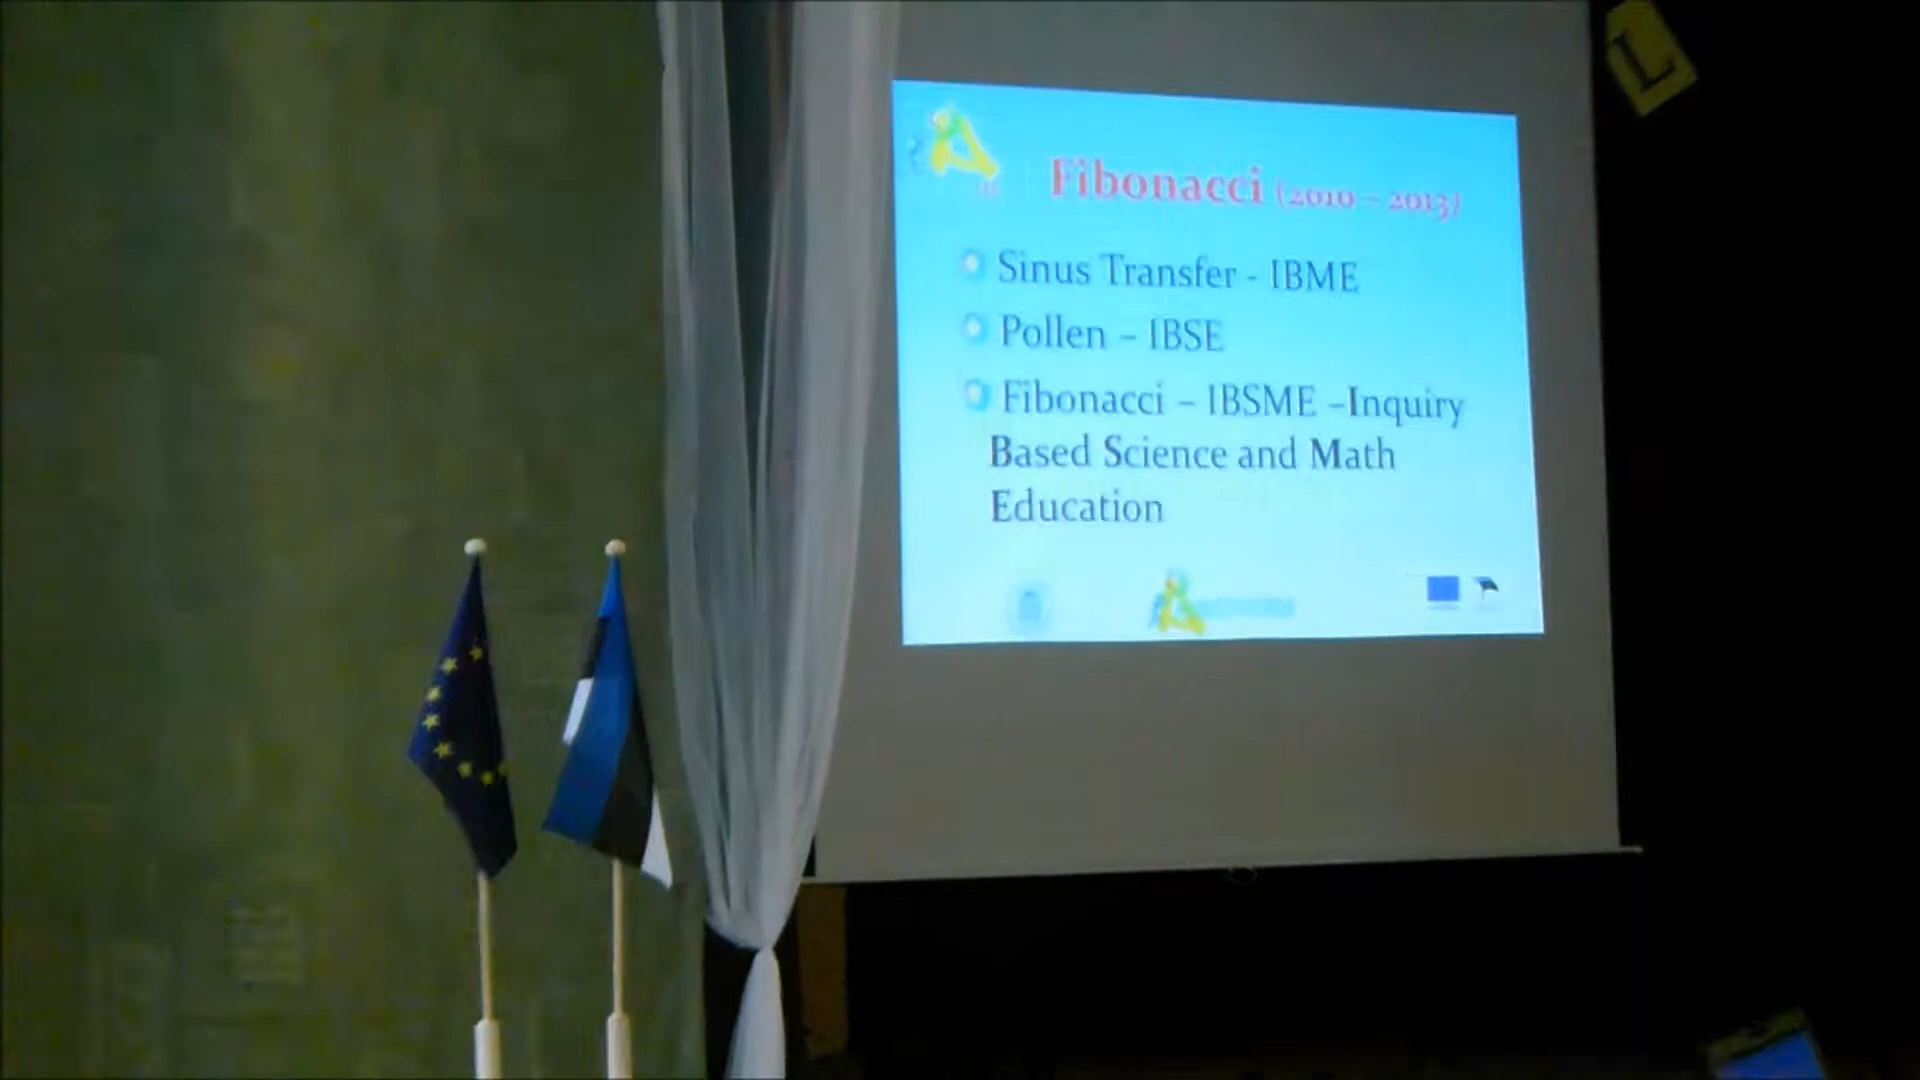 L
Fibonacci (2010 – 2013)
Sinus Transfer - IBME
Pollen – IBSE
Fibonacci – IBSME –Inquiry
Based Science and Math
Education